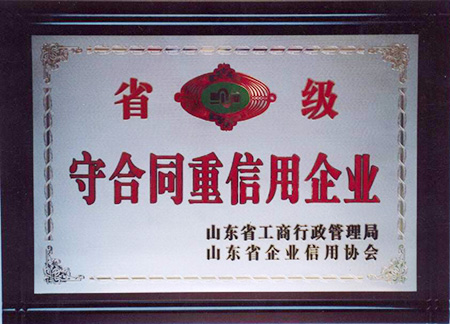 省 级
守合同重信用企业
山东省工商行政管理局
山东省企业信用协会